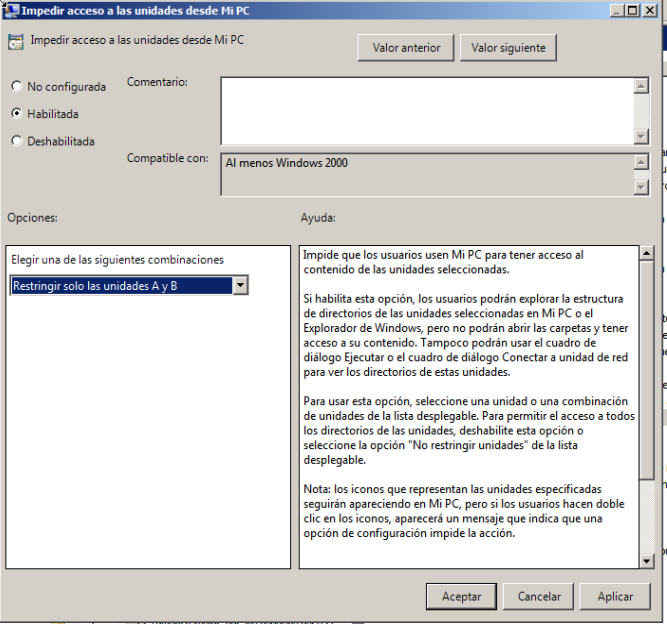 Impedir acceso a las unidades desde Mi PC
Impedir acceso a las unidades desde Mi PC
Valor anterior
Valor siguiente
No configurada
Habilitada
Deshabilitada
Comentario:
Compatible con:
Al menos Windows 2000
Opciones:
Ayuda:
Elegir una de las siguientes combinaciones
Restringir solo las unidades A y B
Impide que los usuarios usen Mi PC para tener acceso al
contenido de las unidades seleccionadas.
Si habilita esta opción, los usuarios podrán explorar la estructura
de directorios de las unidades seleccionadas en Mi PC o el
Explorador de Windows, pero no podrán abrir las carpetas y tener
acceso a su contenido. Tampoco podrán usar el cuadro de
diálogo Ejecutar o el cuadro de diálogo Conectar a unidad de red
para ver los directorios de estas unidades.
Para usar esta opción, seleccione una unidad o una combinación
de unidades de la lista desplegable. Para permitir el acceso a todos
los directorios de las unidades, deshabilite esta opción o
seleccione la opción "No restringir unidades" de la lista
desplegable.
Nota: los iconos que representan las unidades especificadas
seguirán apareciendo en Mi PC, pero si los usuarios hacen doble
clic en los iconos, aparecerá un mensaje que indica que una
opción de configuración impide la acción.
Aceptar
Cancelar
Aplicar